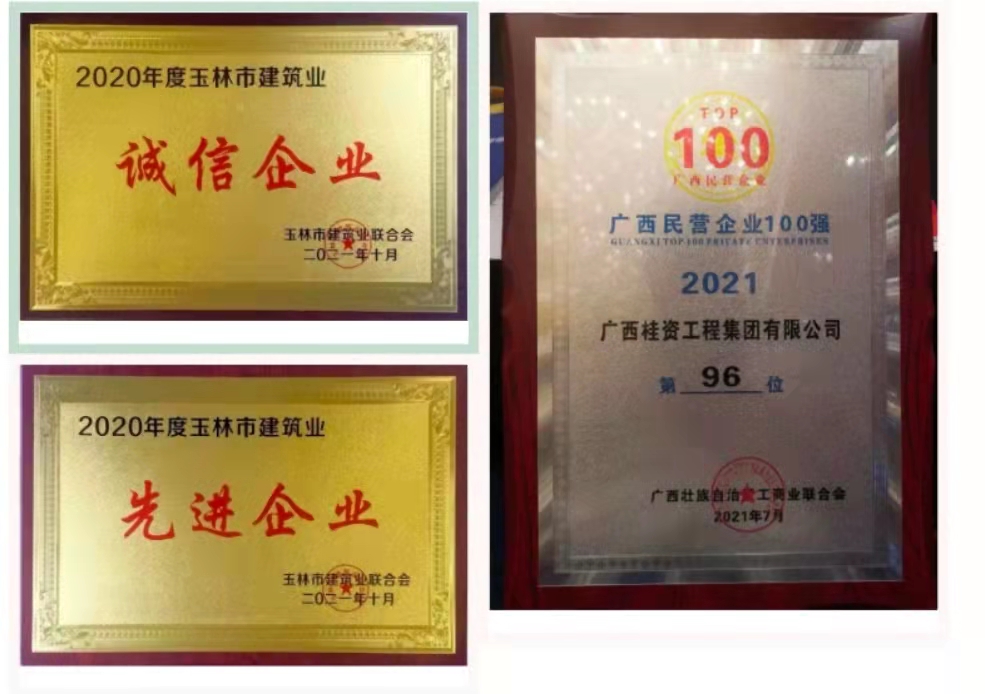 2020年度玉林市建筑业
诚信企业
玉林市建筑业联合会
二〇二一年十月
2020年度玉林市建筑业
先进企业
玉林市建筑业联合会
二〇二一年十月
TOP
100
广西民营企业
广西民营企业100强
GUANGXI TOP 100 PRIVATE ENTERPRISES
2021
广西桂资工程集团有限公司
第 96 位
广西壮族自治区工商业联合会
2021年7月